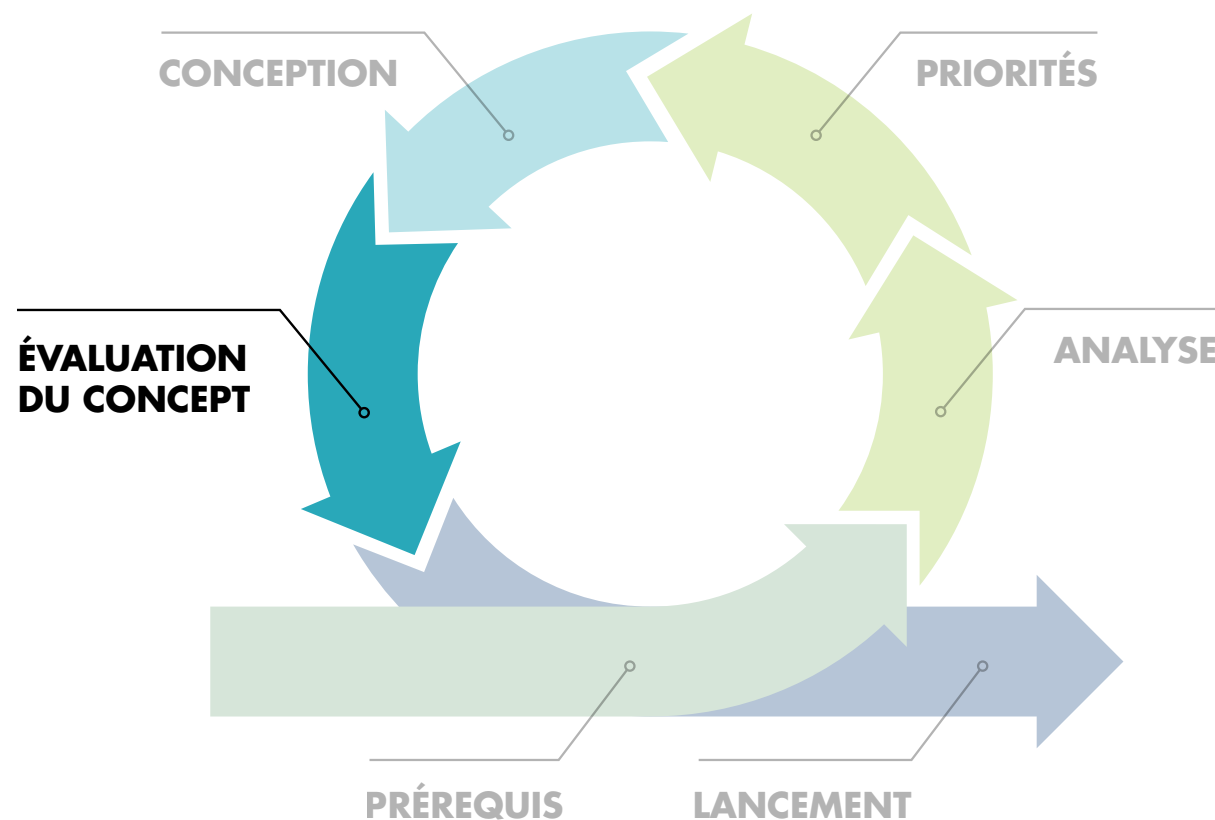 CONCEPTION
PRIORITÉS
ÉVALUATION
DU CONCEPT
ANALYSE
PRÉREQUIS
LANCEMENT